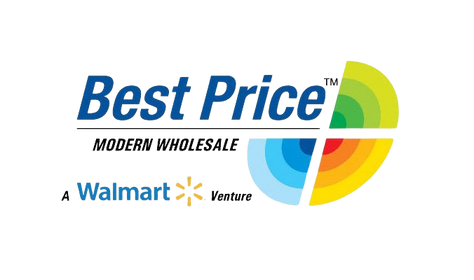 Best Price™
MODERN WHOLESALE
A Walmart Venture